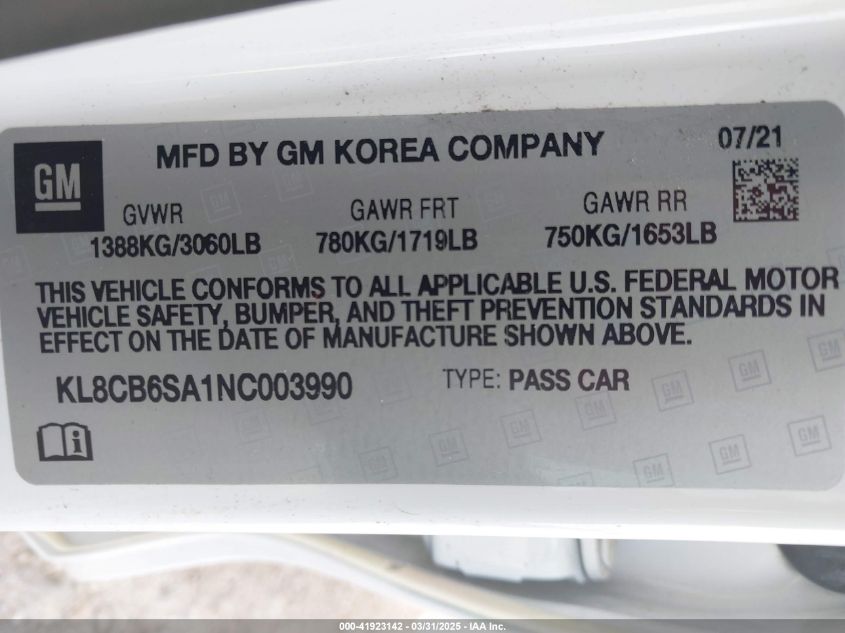 GM
MFD BY GM KOREA COMPANY
07/21
GVWR
GAWR FRT
GAWR RR
1388KG/3060LB
780KG/1719LB
750KG/1653LB
THIS VEHICLE CONFORMS TO ALL APPLICABLE U.S. FEDERAL MOTOR
VEHICLE SAFETY, BUMPER, AND THEFT PREVENTION STANDARDS IN
EFFECT ON THE DATE OF MANUFACTURE SHOWN ABOVE.
KL8CB6SA1NC003990
TYPE: PASS CAR
000-41923142 - 03/31/2025 - IAA Inc.